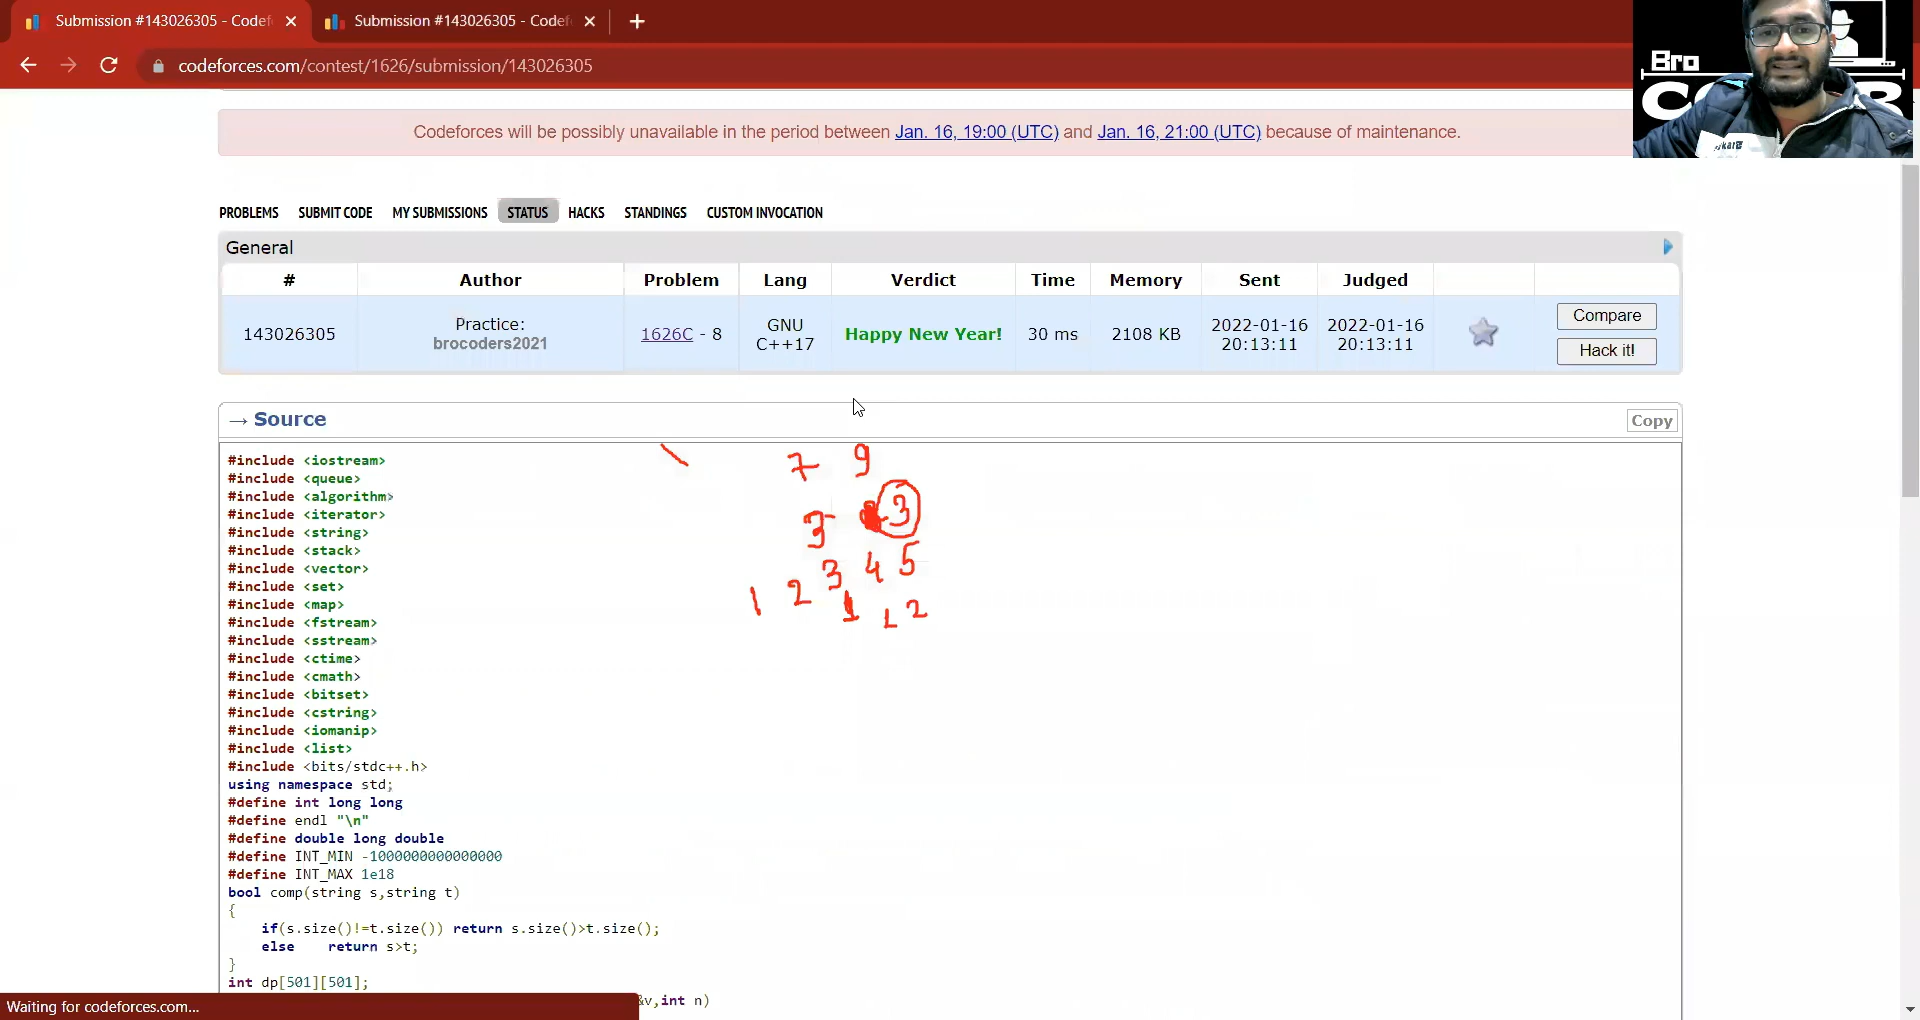 Submission #143026305 - Codef
Submission #143026305 - Codef
codeforces.com/contest/1626/submission/143026305
Bro
Codeforces will be possibly unavailable in the period between Jan. 16, 19:00 (UTC) and Jan. 16, 21:00 (UTC) because of maintenance.
PROBLEMS SUBMIT CODE MY SUBMISSIONS STATUS HACKS STANDINGS CUSTOM INVOCATION
General
# Author Problem Lang Verdict Time Memory Sent Judged
143026305 Practice: brocoders2021 1626C - 8 GNU C++17 Happy New Year! 30 ms 2108 KB 2022-01-16 20:13:11 2022-01-16 20:13:11 Compare
Hack it!
→ Source
Copy
#include <iostream>
#include <queue>
#include <algorithm>
#include <iterator>
#include <string>
#include <stack>
#include <vector>
#include <set>
#include <map>
#include <fstream>
#include <sstream>
#include <ctime>
#include <cmath>
#include <bitset>
#include <cstring>
#include <iomanip>
#include <list>
#include <bits/stdc++.h>
using namespace std;
#define int long long
#define endl "\n"
#define double long double
#define INT_MIN -1000000000000000
#define INT_MAX 1e18
bool comp(string s,string t)
{
if(s.size()!=t.size()) return s.size()>t.size();
else return s>t;
}
int dp[501][501];
&v,int n)
7 9
3 3
3 4 5
1 2 1 1 2
Waiting for codeforces.com...